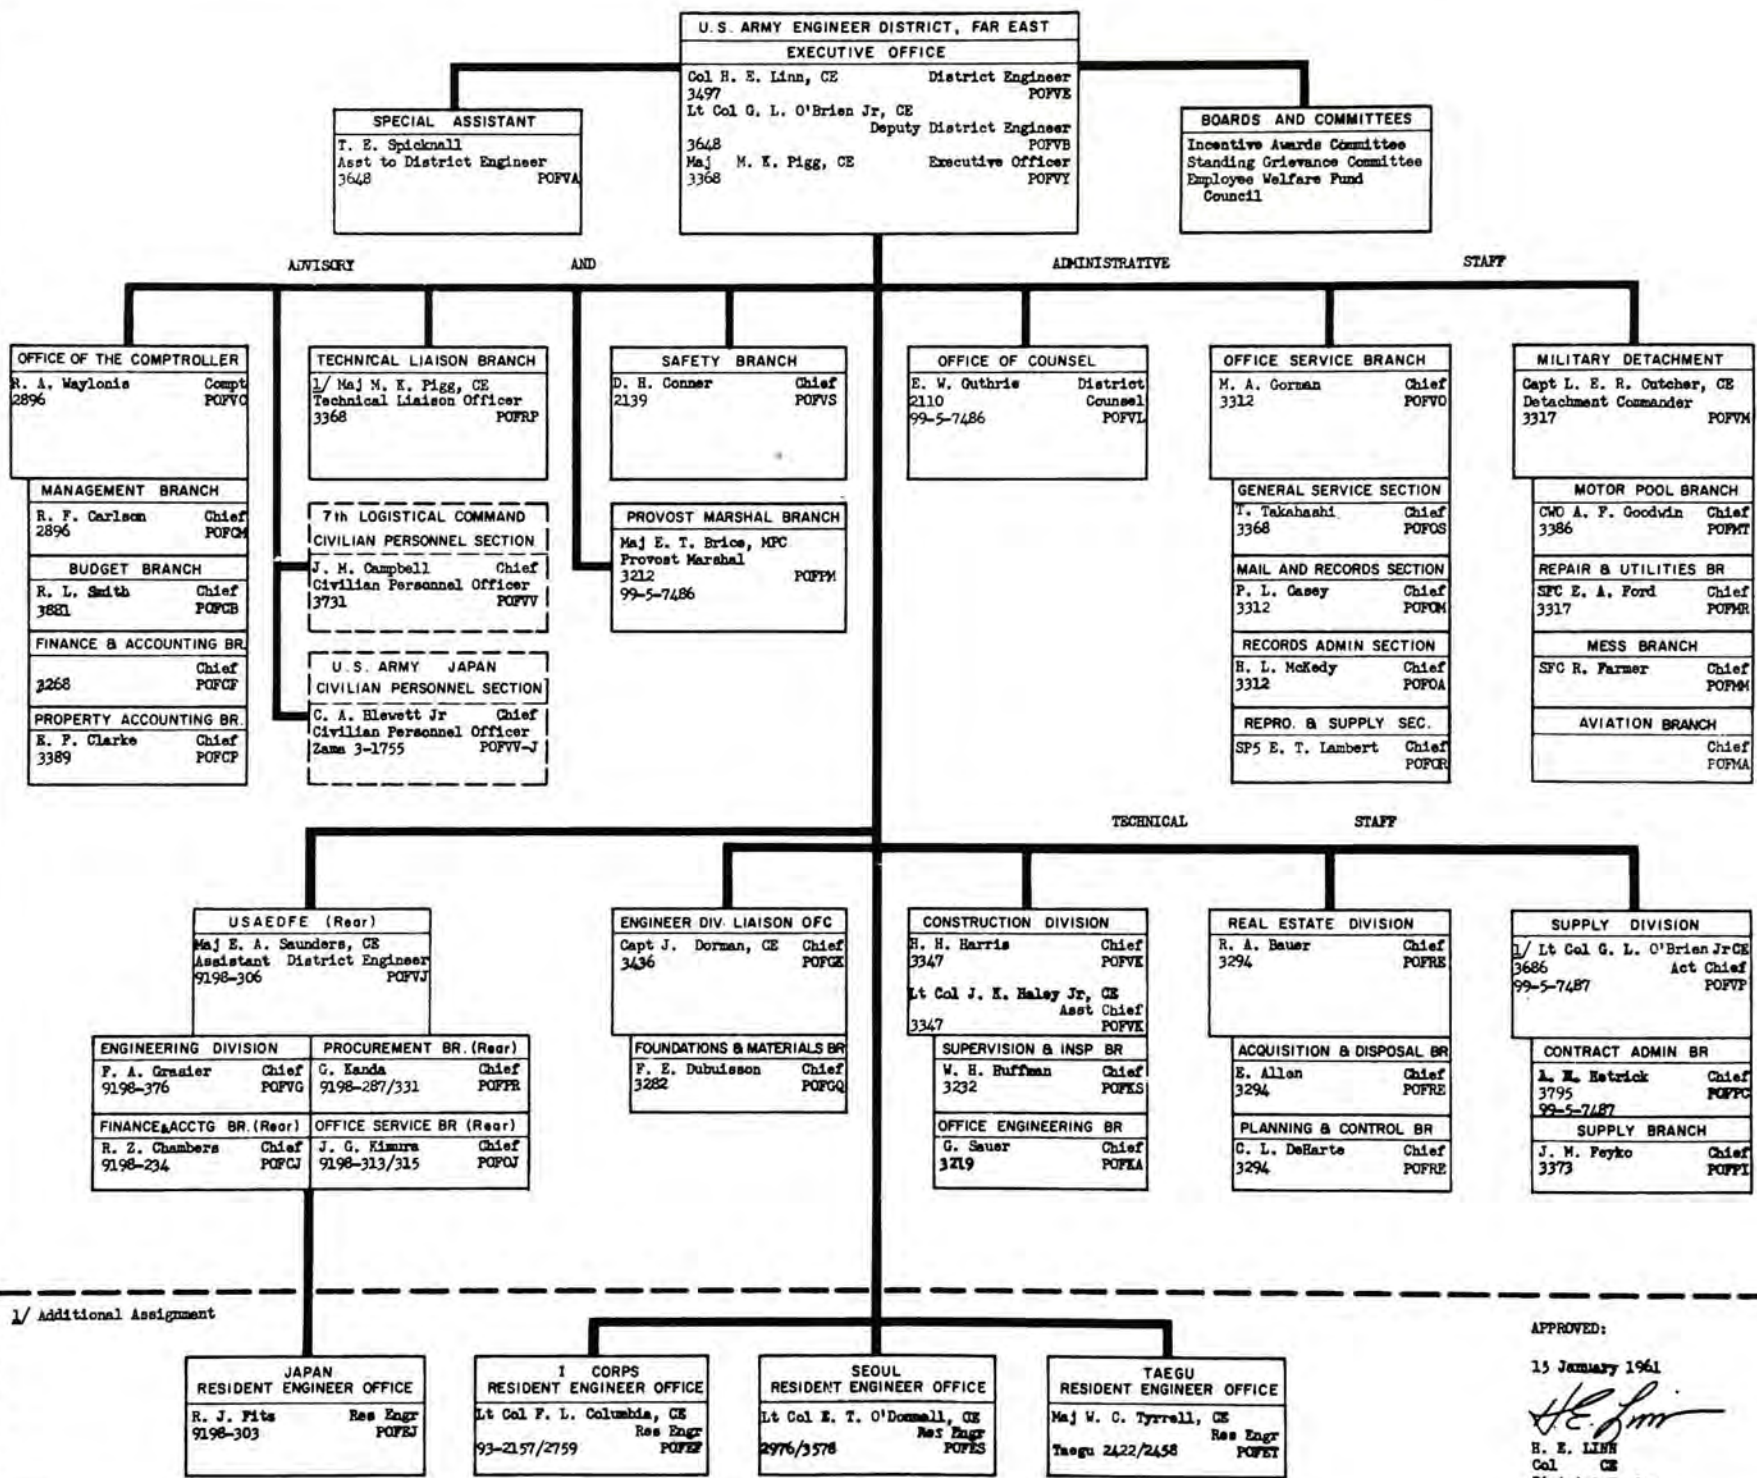 U.S. ARMY ENGINEER DISTRICT, FAR EAST
EXECUTIVE OFFICE
Col H. E. Linn, CE District Engineer
3497 POFVE
Lt Col G. L. O'Brien Jr, CE
Deputy District Engineer
3648 POFVB
Maj M. K. Pigg, CE Executive Officer
3368 POFVY
SPECIAL ASSISTANT
T. E. Spicknall
Asst to District Engineer
3648 POFVA
BOARDS AND COMMITTEES
Incentive Awards Committee
Standing Grievance Committee
Employee Welfare Fund
Council
ADVISORY AND ADMINISTRATIVE STAFF
OFFICE OF THE COMPTROLLER
R. A. Waylonis Compt
2896 POFVC
MANAGEMENT BRANCH
R. F. Carlson Chief
2896 POFCM
BUDGET BRANCH
R. L. Smith Chief
3881 POFCB
FINANCE & ACCOUNTING BR.
Chief
3268 POFCF
PROPERTY ACCOUNTING BR.
E. P. Clarke Chief
3389 POFCP
TECHNICAL LIAISON BRANCH
1/ Maj M. K. Pigg, CE
Technical Liaison Officer
3368 POFRP
7th LOGISTICAL COMMAND
CIVILIAN PERSONNEL SECTION
J. M. Campbell Chief
Civilian Personnel Officer
3731 POFVV
U.S. ARMY JAPAN
CIVILIAN PERSONNEL SECTION
C. A. Blewett Jr Chief
Civilian Personnel Officer
Zama 3-1755 POFVV-J
SAFETY BRANCH
D. H. Conner Chief
2139 POFVS
PROVOST MARSHAL BRANCH
Maj E. T. Brice, MPC
Provost Marshal
3212 POFPM
99-5-7486
OFFICE OF COUNSEL
E. W. Guthrie District
2110 Counsel
99-5-7486 POFVL
OFFICE SERVICE BRANCH
M. A. Gorman Chief
3312 POFVO
GENERAL SERVICE SECTION
T. Takahashi Chief
3368 POFOS
MAIL AND RECORDS SECTION
P. L. Casey Chief
3312 POFOM
RECORDS ADMIN SECTION
H. L. McKedy Chief
3312 POFOA
REPRO. & SUPPLY SEC.
SP5 E. T. Lambert Chief
POFOR
MILITARY DETACHMENT
Capt L. E. R. Cutcher, CE
Detachment Commander
3317 POFVM
MOTOR POOL BRANCH
CWO A. F. Goodwin Chief
3386 POFMT
REPAIR & UTILITIES BR
SFC E. A. Ford Chief
3317 POFMR
MESS BRANCH
SFC R. Farmer Chief
POFMM
AVIATION BRANCH
Chief
POFMA
TECHNICAL STAFF
USAEDFE (Rear)
Maj E. A. Saunders, CE
Assistant District Engineer
9198-306 POFVJ
ENGINEERING DIVISION
F. A. Grasier Chief
9198-376 POFVG
PROCUREMENT BR. (Rear)
G. Kanda Chief
9198-287/331 POFPR
FINANCE&ACCTG BR. (Rear)
R. Z. Chambers Chief
9198-234 POFCJ
OFFICE SERVICE BR (Rear)
J. G. Kimura Chief
9198-313/315 POFOJ
ENGINEER DIV. LIAISON OFC
Capt J. Dorman, CE Chief
3436
FOUNDATIONS & MATERIALS BR
F. E. Dubuisson Chief
3282 POFGQ
CONSTRUCTION DIVISION
H. H. Harris Chief
3347 POFVK
Lt Col J. K. Haley Jr, CE
Asst Chief
3347 POFVK
SUPERVISION & INSP BR
W. H. Huffman Chief
3232 POFKS
OFFICE ENGINEERING BR
G. Sauer Chief
3219 POFKA
REAL ESTATE DIVISION
R. A. Bauer Chief
3294 POFRE
ACQUISITION & DISPOSAL BR
E. Allen Chief
3294 POFRE
PLANNING & CONTROL BR
C. L. DeHarte Chief
3294 POFRE
SUPPLY DIVISION
1/ Lt Col G. L. O'Brien JrCE
3686 Act Chief
99-5-7487 POFVP
CONTRACT ADMIN BR
Hetrick Chief
3795 POFPC
99-5-7487
SUPPLY BRANCH
J. M. Peyko Chief
3373 POFPI
1/ Additional Assignment
JAPAN
RESIDENT ENGINEER OFFICE
R. J. Fits Res Engr
9198-303 POFEJ
I CORPS
RESIDENT ENGINEER OFFICE
Lt Col F. L. Columbia, CE
Res Engr
93-2157/2759
SEOUL
RESIDENT ENGINEER OFFICE
Lt Col E. T. O'Donnell, CE
Res Engr
2976/3578 POFES
TAEGU
RESIDENT ENGINEER OFFICE
Maj W. C. Tyrrell, CE
Res Engr
Taegu 2422/2458 POFET
APPROVED:
15 January 1961
H. E. Linn
H. E. LINN
Col CE